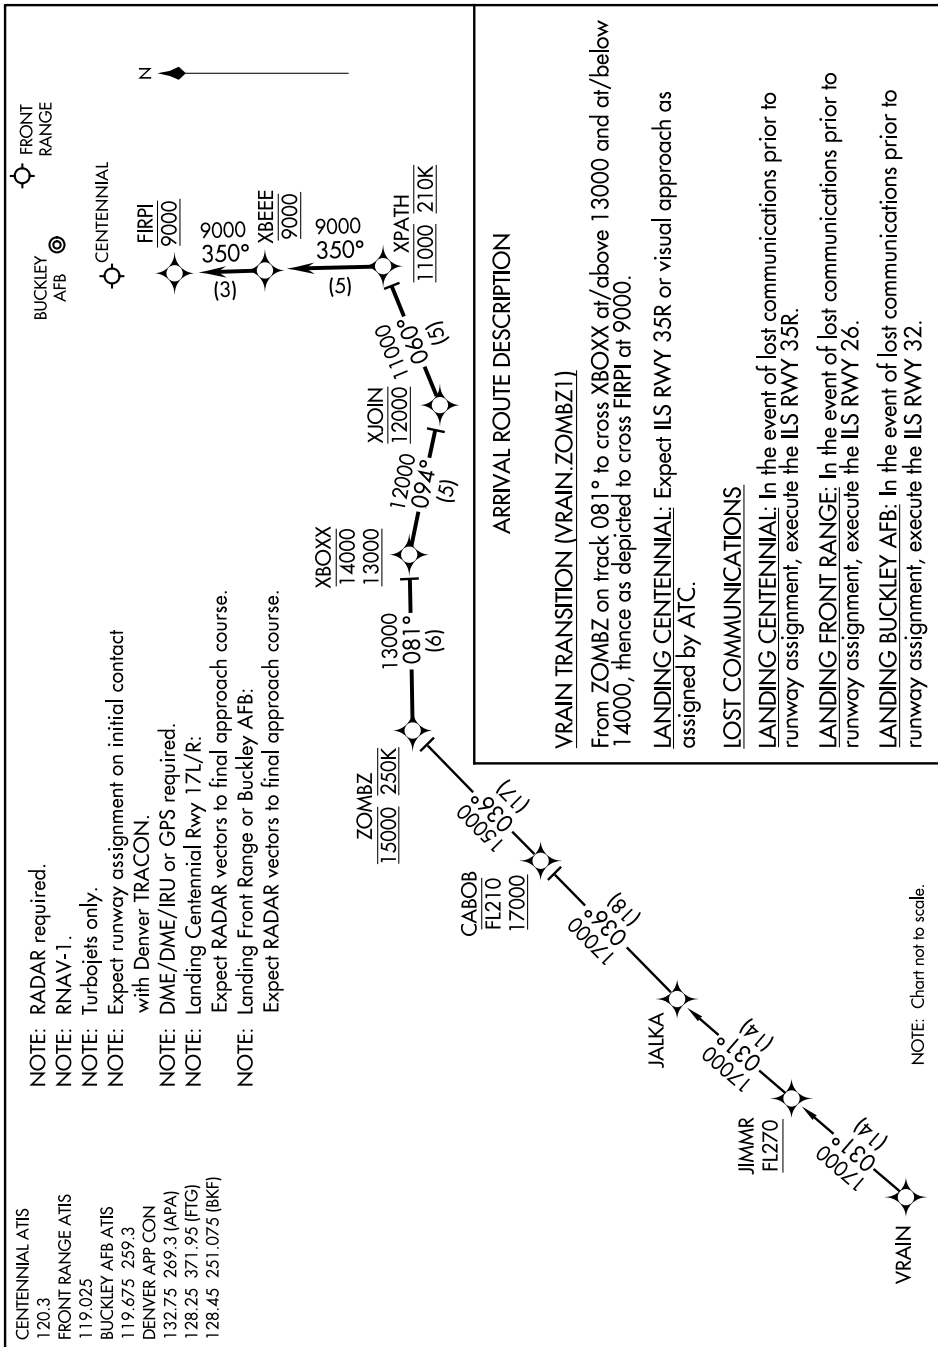 CENTENNIAL ATIS
120.3
FRONT RANGE ATIS
119.025
BUCKLEY AFB ATIS
119.675 259.3
DENVER APP CON
132.75 269.3 (APA)
128.25 371.95 (FTG)
128.45 251.075 (BKF)
NOTE: RADAR required.
NOTE: RNAV-1.
NOTE: Turbojets only.
NOTE: Expect runway assignment on initial contact
with Denver TRACON.
NOTE: DME/DME/IRU or GPS required.
NOTE: Landing Centennial Rwy 17L/R:
Expect RADAR vectors to final approach course.
NOTE: Landing Front Range or Buckley AFB:
Expect RADAR vectors to final approach course.
FRONT
RANGE
BUCKLEY
AFB
CENTENNIAL
N
FIRPI
9000
9000
350°
(3)
XBEEE
9000
9000
350°
(5)
XPATH
11000 210K
11000
060°
(5)
XJOIN
12000
12000
094°
(5)
XBOXX
14000
13000
13000
081°
(6)
ZOMBZ
15000 250K
15000
036°
(17)
CABOB
FL210
17000
17000
036°
(18)
JALKA
17000
031°
(14)
JIMMR
FL270
17000
031°
(14)
VRAIN
NOTE: Chart not to scale.
ARRIVAL ROUTE DESCRIPTION
VRAIN TRANSITION (VRAIN.ZOMBZ1)
From ZOMBZ on track 081° to cross XBOXX at/above 13000 and at/below
14000, thence as depicted to cross FIRPI at 9000.
LANDING CENTENNIAL: Expect ILS RWY 35R or visual approach as
assigned by ATC.
LOST COMMUNICATIONS
LANDING CENTENNIAL: In the event of lost communications prior to
runway assignment, execute the ILS RWY 35R.
LANDING FRONT RANGE: In the event of lost communications prior to
runway assignment, execute the ILS RWY 26.
LANDING BUCKLEY AFB: In the event of lost communications prior to
runway assignment, execute the ILS RWY 32.